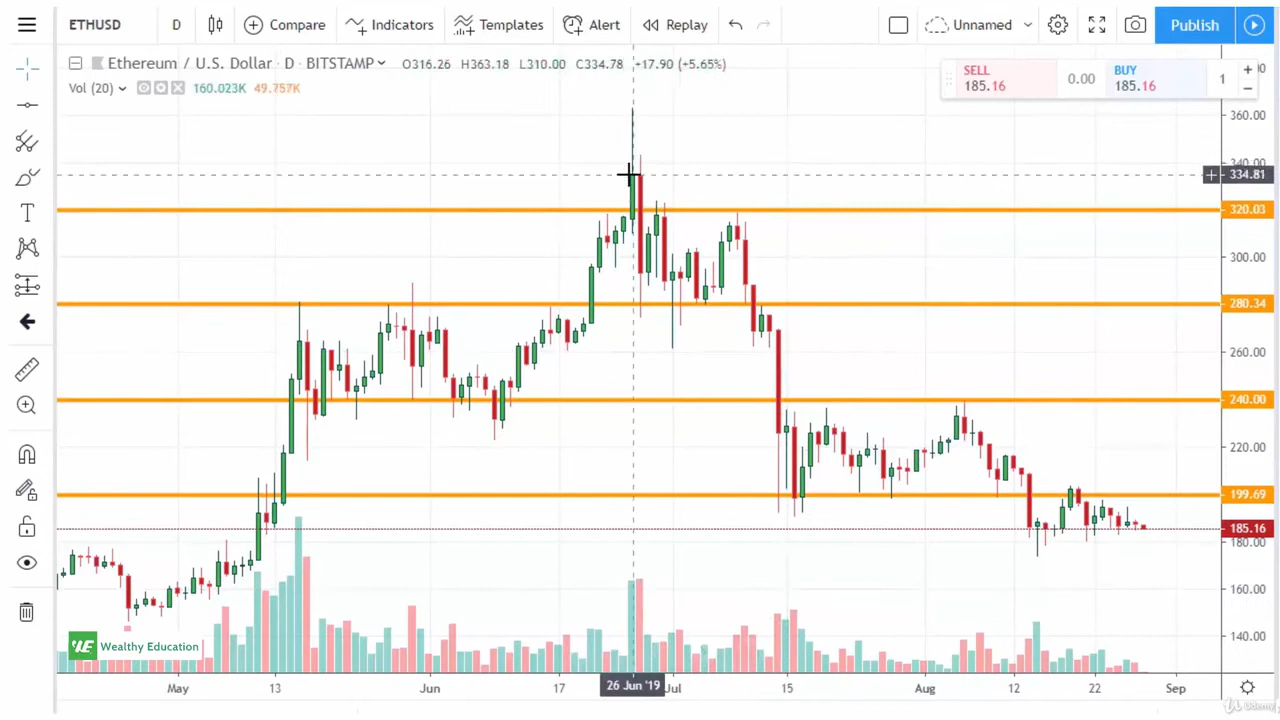 ETHUSD D Compare Indicators Templates Alert Replay Unnamed Publish
Ethereum / U.S. Dollar · D · BITSTAMP O316.26 H363.18 L310.00 C334.78 +17.90 (+5.65%)
SELL
185.16
0.00
BUY
185.16
1
Vol (20) 160.023K 49.757K
360.00
340.00
334.81
320.03
300.00
280.34
260.00
240.00
220.00
199.69
185.16
180.00
160.00
140.00
Wealthy Education
May 13 Jun 17 26 Jun '19 Jul 15 Aug 12 22 Sep
Udemy